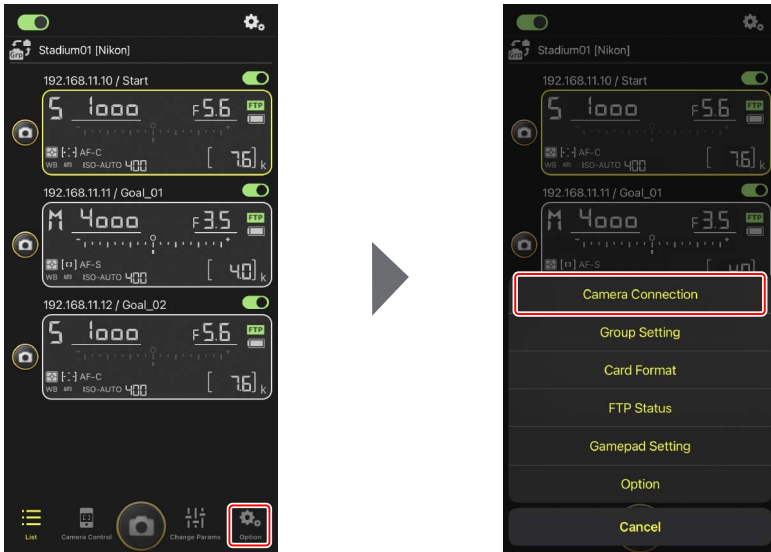 Grp Stadium01 [Nikon]
192.168.11.10 / Start
S 1000 F5.6 FTP
AF-C
WB ISO-AUTO 400 [ 7.6] k
192.168.11.11 / Goal_01
M 4000 F3.5 FTP
AF-S
WB ISO-AUTO 400 [ 40] k
192.168.11.12 / Goal_02
S 1000 F5.6 FTP
AF-C
WB ISO-AUTO 400 [ 7.6] k
List
Camera Control
Change Params
Option
Grp Stadium01 [Nikon]
192.168.11.10 / Start
S 1000 F5.6 FTP
AF-C
WB ISO-AUTO 400 [ 7.6] k
192.168.11.11 / Goal_01
M 4000 F3.5 FTP
AF-S
Camera Connection
Group Setting
Card Format
FTP Status
Gamepad Setting
Option
Cancel